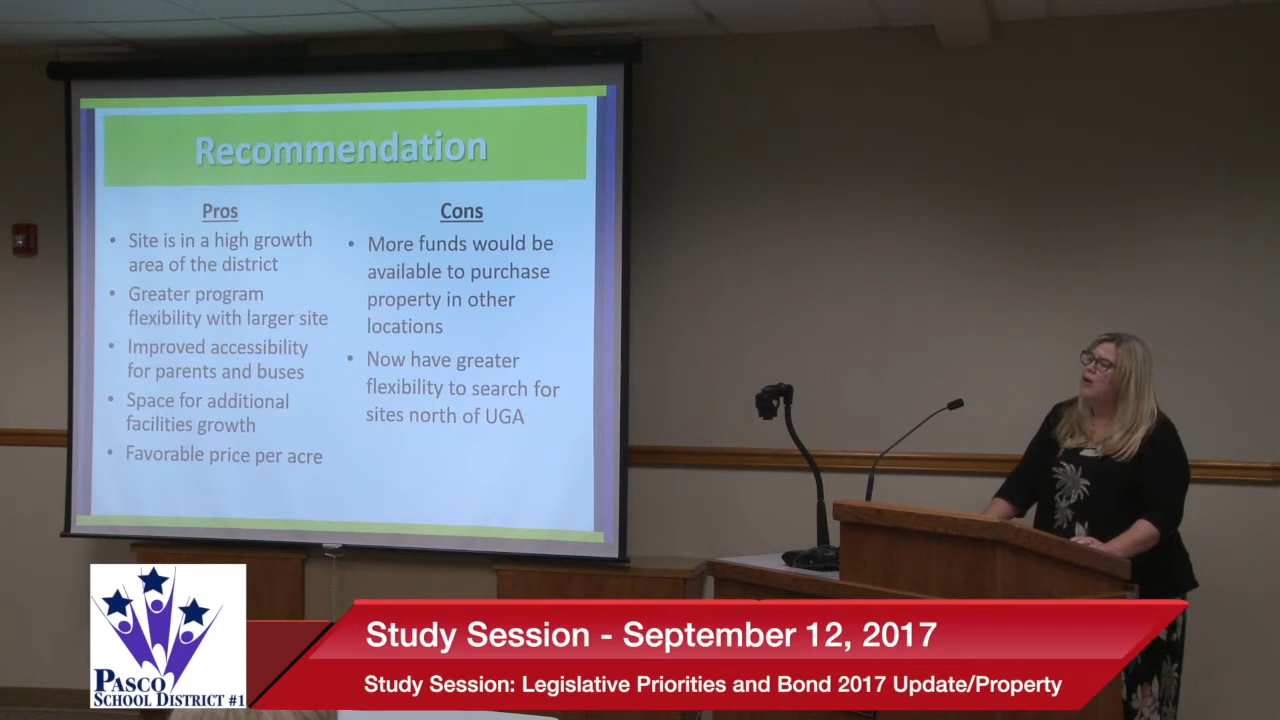 Recommendation
Pros
• Site is in a high growth
area of the district
• Greater program
flexibility with larger site
• Improved accessibility
for parents and buses
• Space for additional
facilities growth
• Favorable price per acre
Cons
• More funds would be
available to purchase
property in other
locations
• Now have greater
flexibility to search for
sites north of UGA
PASCO
SCHOOL DISTRICT #1
Study Session - September 12, 2017
Study Session: Legislative Priorities and Bond 2017 Update/Property